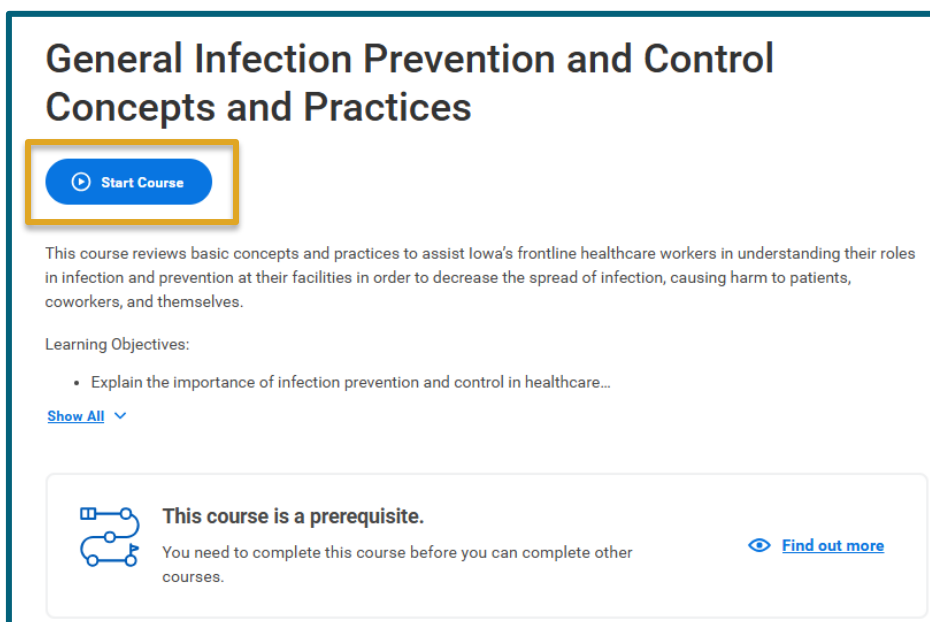 General Infection Prevention and Control
Concepts and Practices
Start Course
This course reviews basic concepts and practices to assist Iowa's frontline healthcare workers in understanding their roles
in infection and prevention at their facilities in order to decrease the spread of infection, causing harm to patients,
coworkers, and themselves.
Learning Objectives:
• Explain the importance of infection prevention and control in healthcare...
Show All
This course is a prerequisite.
You need to complete this course before you can complete other
courses.
Find out more